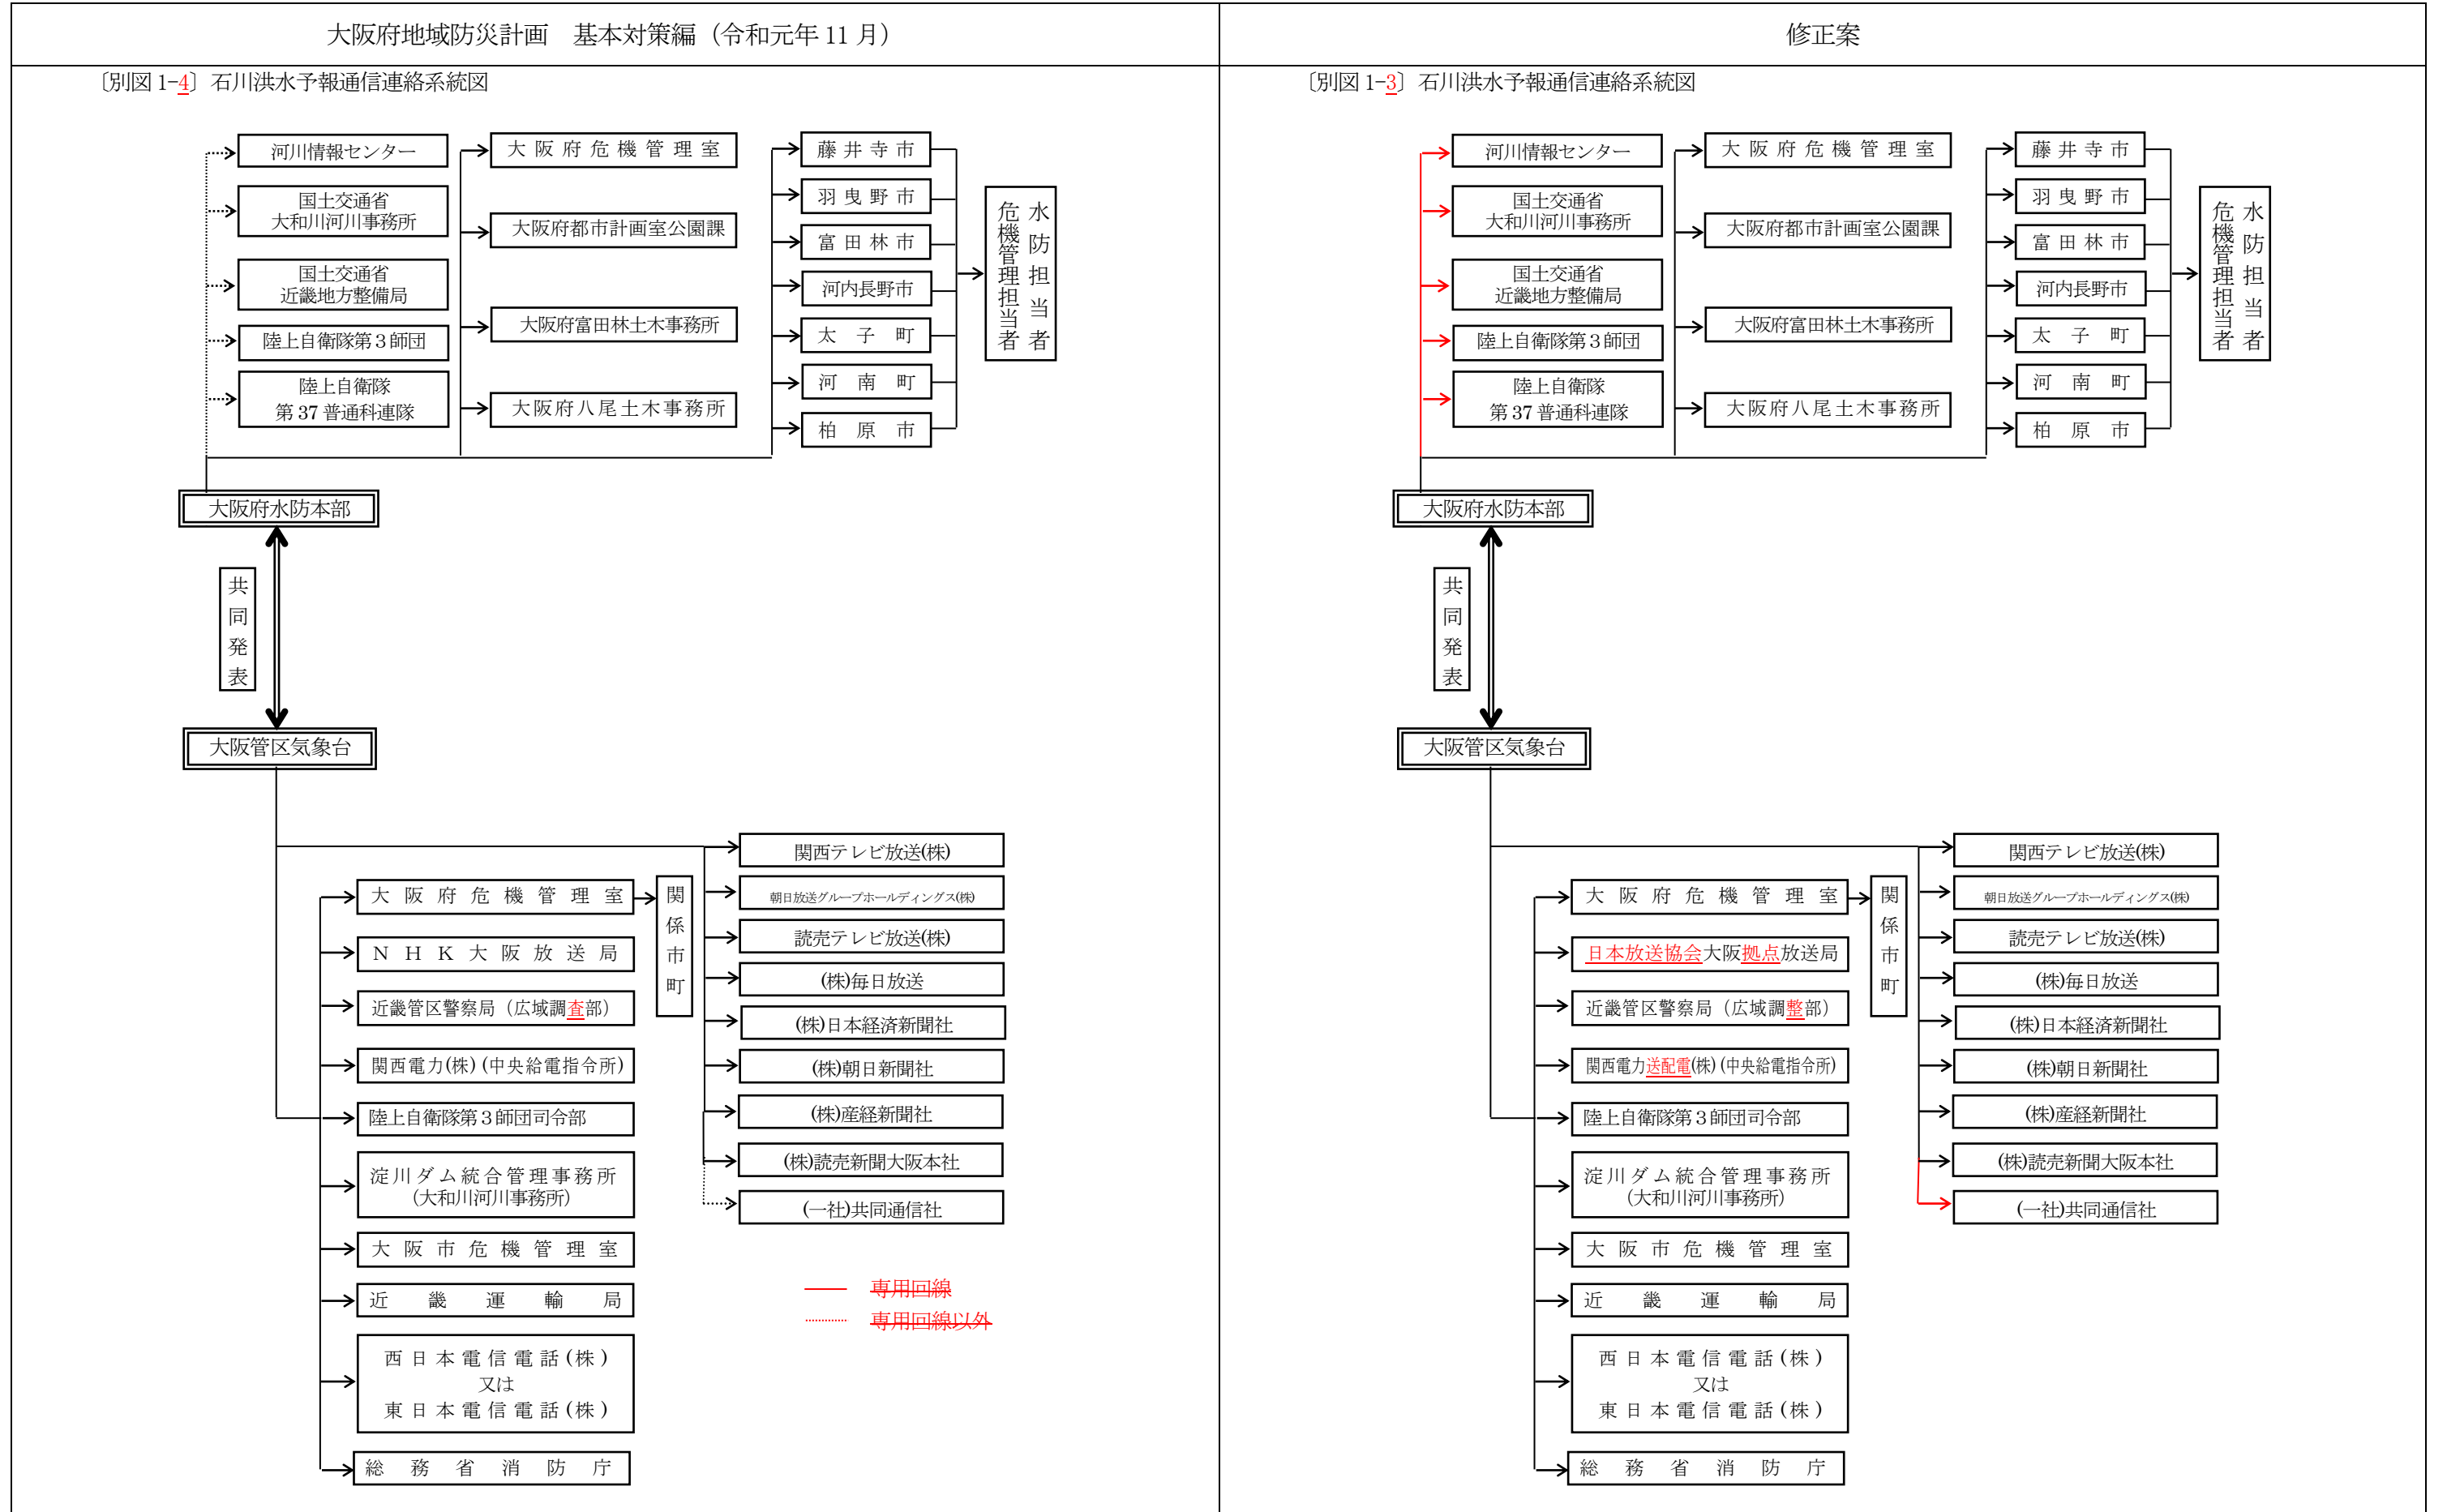 大阪府地域防災計画　基本対策編（令和元年 11 月）
〔別図 1-4〕石川洪水予報通信連絡系統図
河川情報センター
国土交通省
大和川河川事務所
国土交通省
近畿地方整備局
陸上自衛隊第３師団
陸上自衛隊
第 37 普通科連隊
大阪府危機管理室
大阪府都市計画室公園課
大阪府富田林土木事務所
大阪府八尾土木事務所
藤井寺市
羽曳野市
富田林市
河内長野市
太子町
河南町
柏原市
水防担当者
危機管理担当者
大阪府水防本部
共同発表
大阪管区気象台
大阪府危機管理室
ＮＨＫ大阪放送局
近畿管区警察局（広域調査部）
関西電力(株) (中央給電指令所)
陸上自衛隊第３師団司令部
淀川ダム統合管理事務所
（大和川河川事務所）
大阪市危機管理室
近畿運輸局
西日本電信電話(株)
又は
東日本電信電話(株)
総務省消防庁
関係市町
関西テレビ放送(株)
朝日放送グループホールディングス(株)
読売テレビ放送(株)
(株)毎日放送
(株)日本経済新聞社
(株)朝日新聞社
(株)産経新聞社
(株)読売新聞大阪本社
(一社)共同通信社
専用回線
専用回線以外
修正案
〔別図 1-3〕石川洪水予報通信連絡系統図
河川情報センター
国土交通省
大和川河川事務所
国土交通省
近畿地方整備局
陸上自衛隊第３師団
陸上自衛隊
第 37 普通科連隊
大阪府危機管理室
大阪府都市計画室公園課
大阪府富田林土木事務所
大阪府八尾土木事務所
藤井寺市
羽曳野市
富田林市
河内長野市
太子町
河南町
柏原市
水防担当者
危機管理担当者
大阪府水防本部
共同発表
大阪管区気象台
大阪府危機管理室
日本放送協会大阪拠点放送局
近畿管区警察局（広域調整部）
関西電力送配電(株) (中央給電指令所)
陸上自衛隊第３師団司令部
淀川ダム統合管理事務所
（大和川河川事務所）
大阪市危機管理室
近畿運輸局
西日本電信電話(株)
又は
東日本電信電話(株)
総務省消防庁
関係市町
関西テレビ放送(株)
朝日放送グループホールディングス(株)
読売テレビ放送(株)
(株)毎日放送
(株)日本経済新聞社
(株)朝日新聞社
(株)産経新聞社
(株)読売新聞大阪本社
(一社)共同通信社